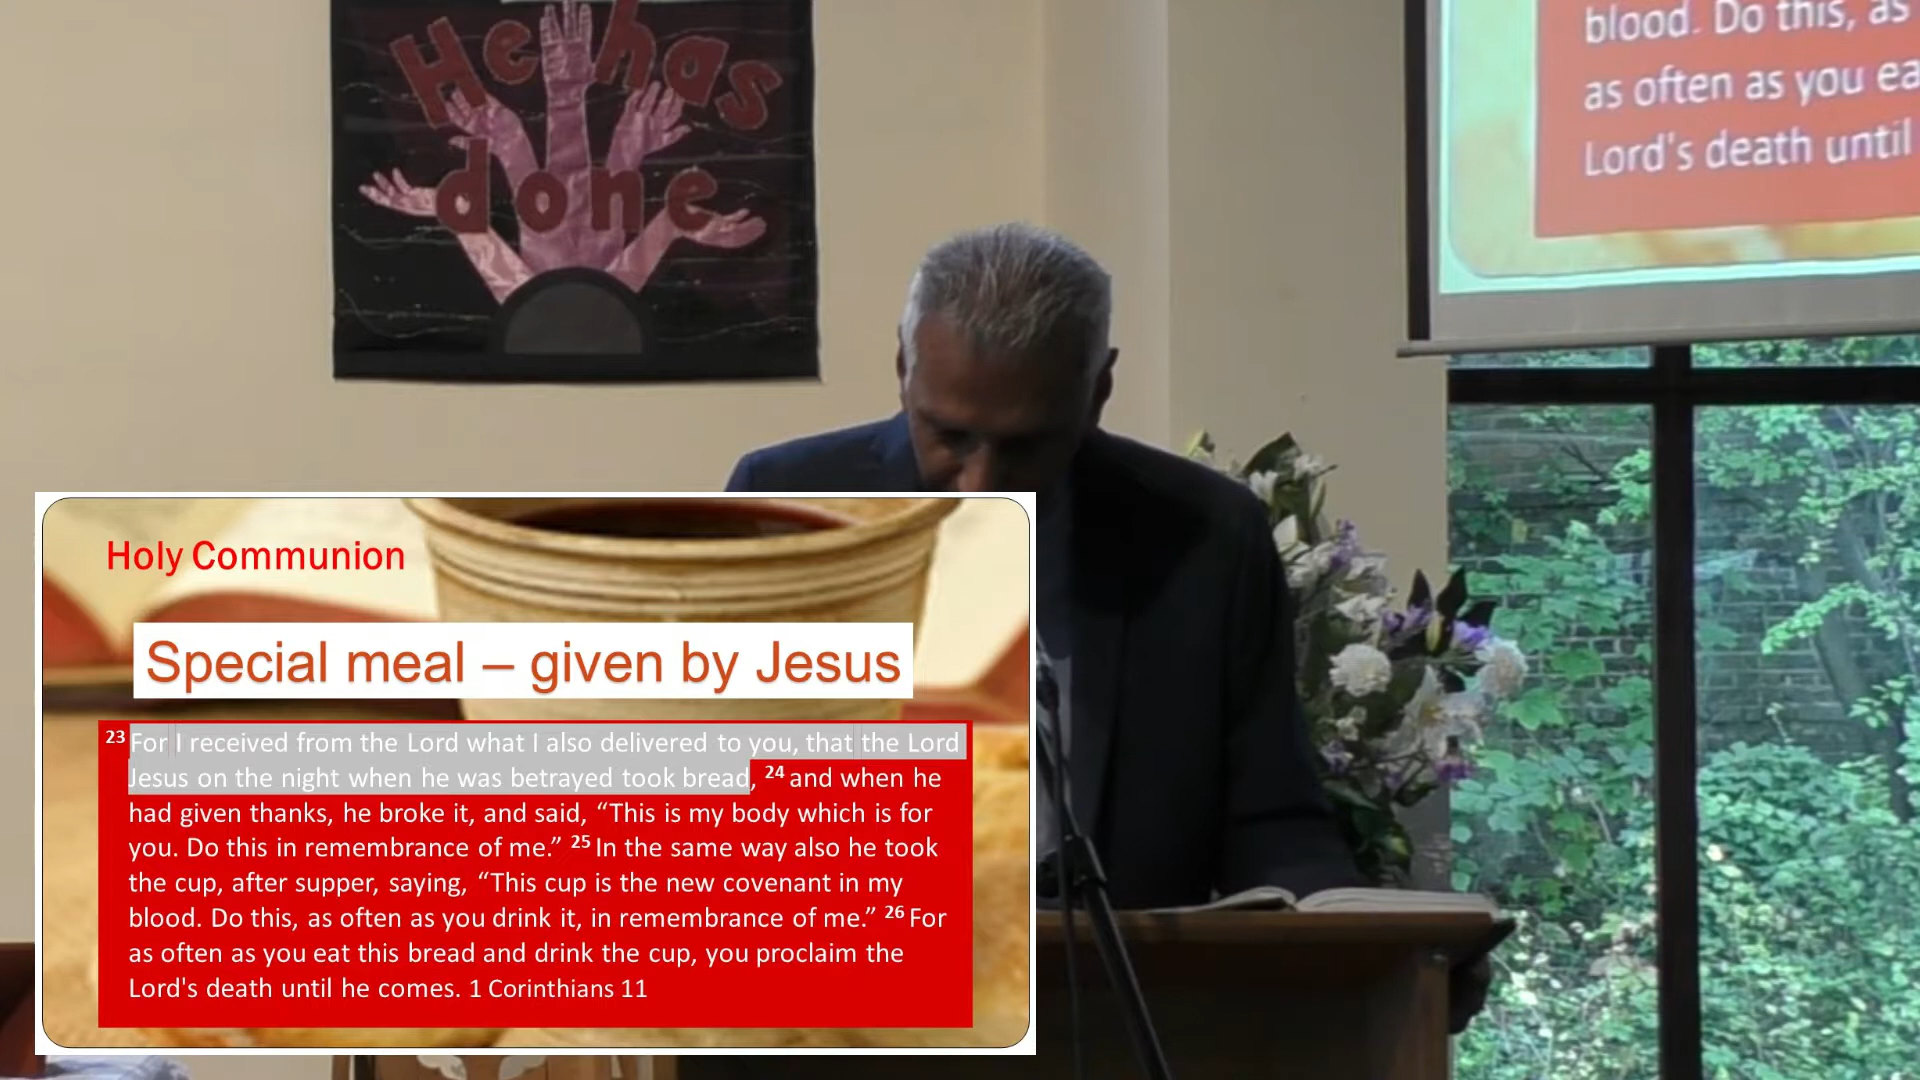 He has
done
blood. Do this, as
as often as you ea
Lord's death until
Holy Communion
Special meal – given by Jesus
23 For I received from the Lord what I also delivered to you, that the Lord
Jesus on the night when he was betrayed took bread, 24 and when he
had given thanks, he broke it, and said, “This is my body which is for
you. Do this in remembrance of me.” 25 In the same way also he took
the cup, after supper, saying, “This cup is the new covenant in my
blood. Do this, as often as you drink it, in remembrance of me.” 26 For
as often as you eat this bread and drink the cup, you proclaim the
Lord's death until he comes. 1 Corinthians 11